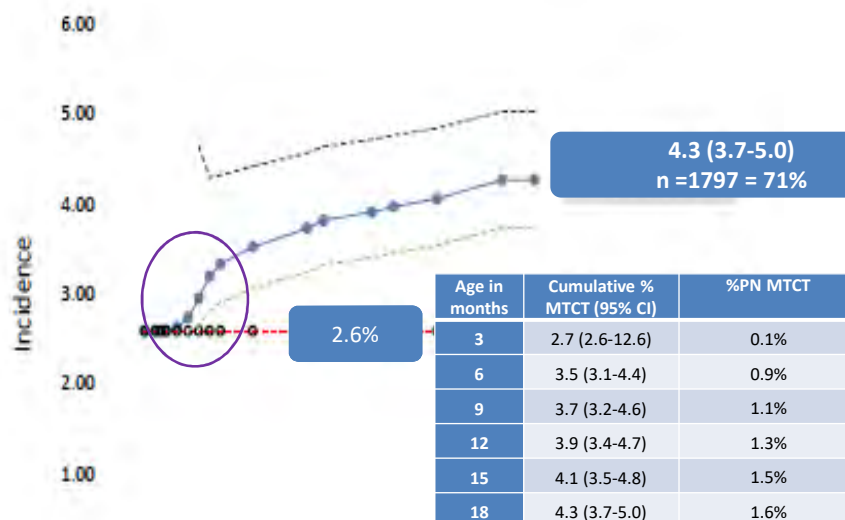 6.00
5.00
4.00
3.00
2.00
1.00
Incidence
4.3 (3.7-5.0)
n =1797 = 71%
2.6%
Age in months Cumulative % MTCT (95% CI) %PN MTCT
3 2.7 (2.6-12.6) 0.1%
6 3.5 (3.1-4.4) 0.9%
9 3.7 (3.2-4.6) 1.1%
12 3.9 (3.4-4.7) 1.3%
15 4.1 (3.5-4.8) 1.5%
18 4.3 (3.7-5.0) 1.6%